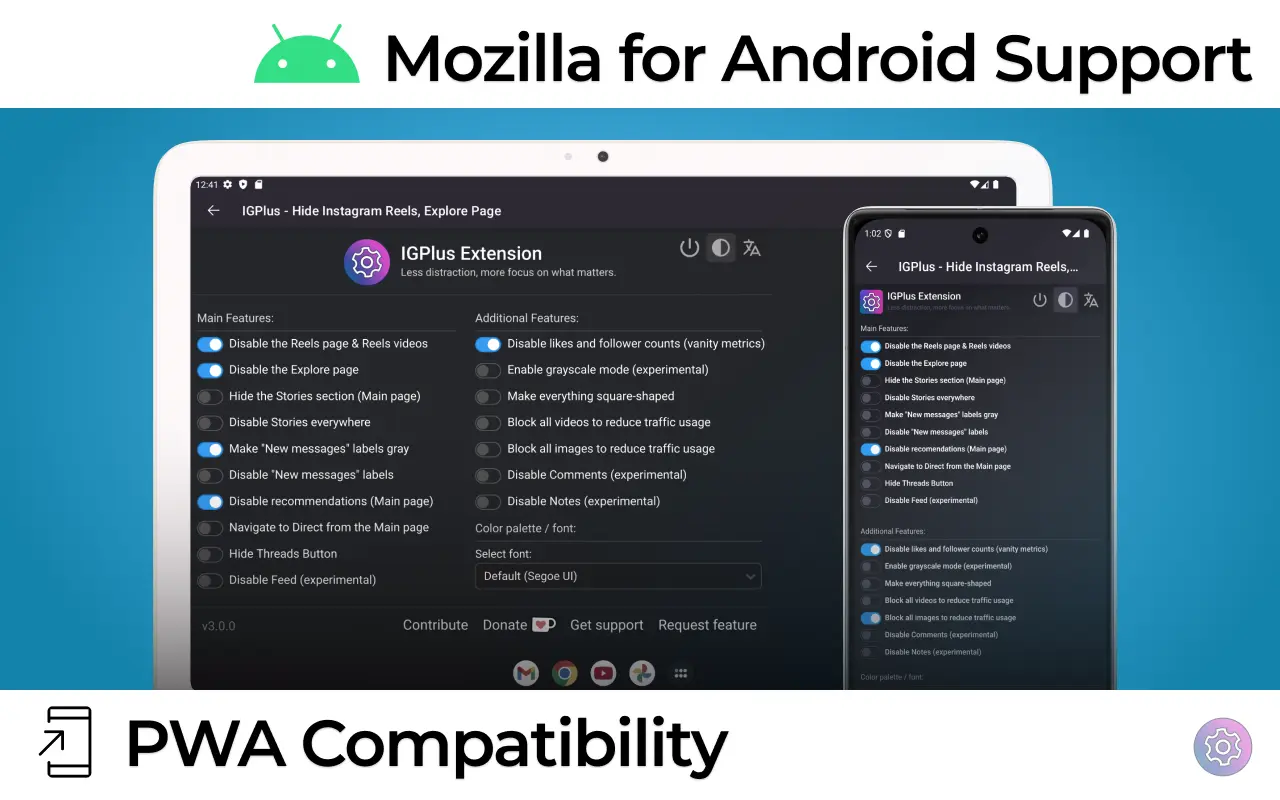 Mozilla for Android Support
12:41
IGPlus - Hide Instagram Reels, Explore Page
IGPlus Extension
Less distraction, more focus on what matters.
Main Features:
Disable the Reels page & Reels videos
Disable the Explore page
Hide the Stories section (Main page)
Disable Stories everywhere
Make "New messages" labels gray
Disable "New messages" labels
Disable recommendations (Main page)
Navigate to Direct from the Main page
Hide Threads Button
Disable Feed (experimental)
Additional Features:
Disable likes and follower counts (vanity metrics)
Enable grayscale mode (experimental)
Make everything square-shaped
Block all videos to reduce traffic usage
Block all images to reduce traffic usage
Disable Comments (experimental)
Disable Notes (experimental)
Color palette / font:
Select font:
Default (Segoe UI)
v3.0.0
Contribute
Donate
Get support
Request feature
1:02
IGPlus - Hide Instagram Reels,...
IGPlus Extension
Less distraction, more focus on what matters.
Main Features:
Disable the Reels page & Reels videos
Disable the Explore page
Hide the Stories section (Main page)
Disable Stories everywhere
Make "New messages" labels gray
Disable "New messages" labels
Disable recomendations (Main page)
Navigate to Direct from the Main page
Hide Threads Button
Disable Feed (experimental)
Additional Features:
Disable likes and follower counts (vanity metrics)
Enable grayscale mode (experimental)
Make everything square-shaped
Block all videos to reduce traffic usage
Block all images to reduce traffic usage
Disable Comments (experimental)
Disable Notes (experimental)
Color palette / font:
PWA Compatibility